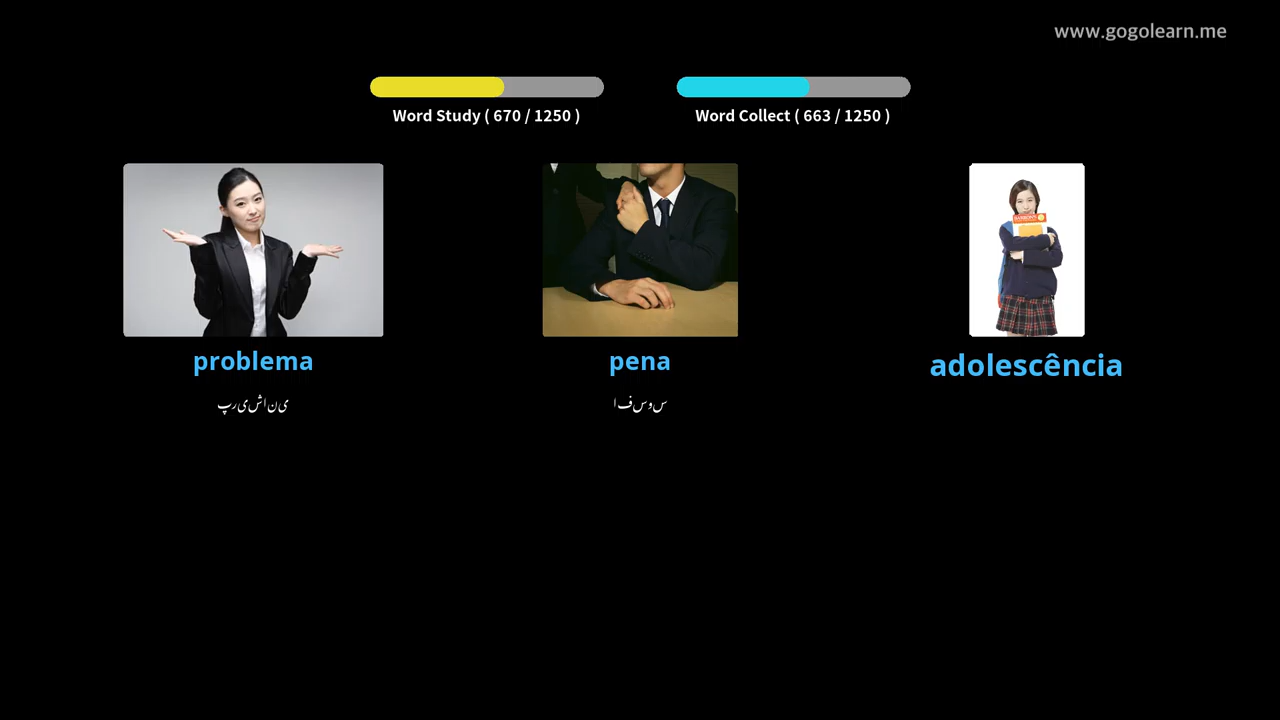 www.gogolearn.me
Word Study ( 670 / 1250 )
Word Collect ( 663 / 1250 )
problema
pena
adolescência
پریشانی
افسوس